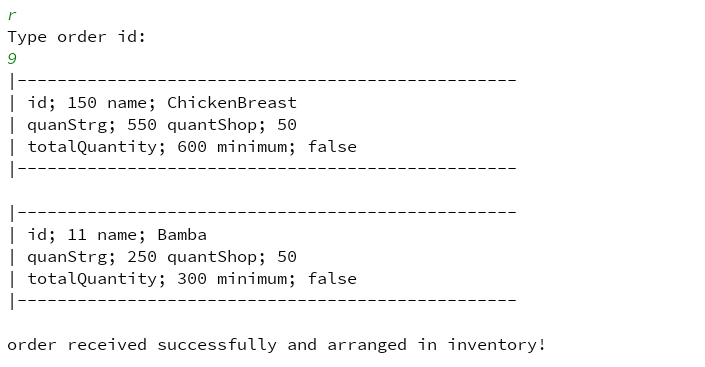 r
Type order id:
9
|--------------------------------------------------
| id; 150 name; ChickenBreast
| quanStrg; 550 quantShop; 50
| totalQuantity; 600 minimum; false
|--------------------------------------------------
|--------------------------------------------------
| id; 11 name; Bamba
| quanStrg; 250 quantShop; 50
| totalQuantity; 300 minimum; false
|--------------------------------------------------
order received successfully and arranged in inventory!